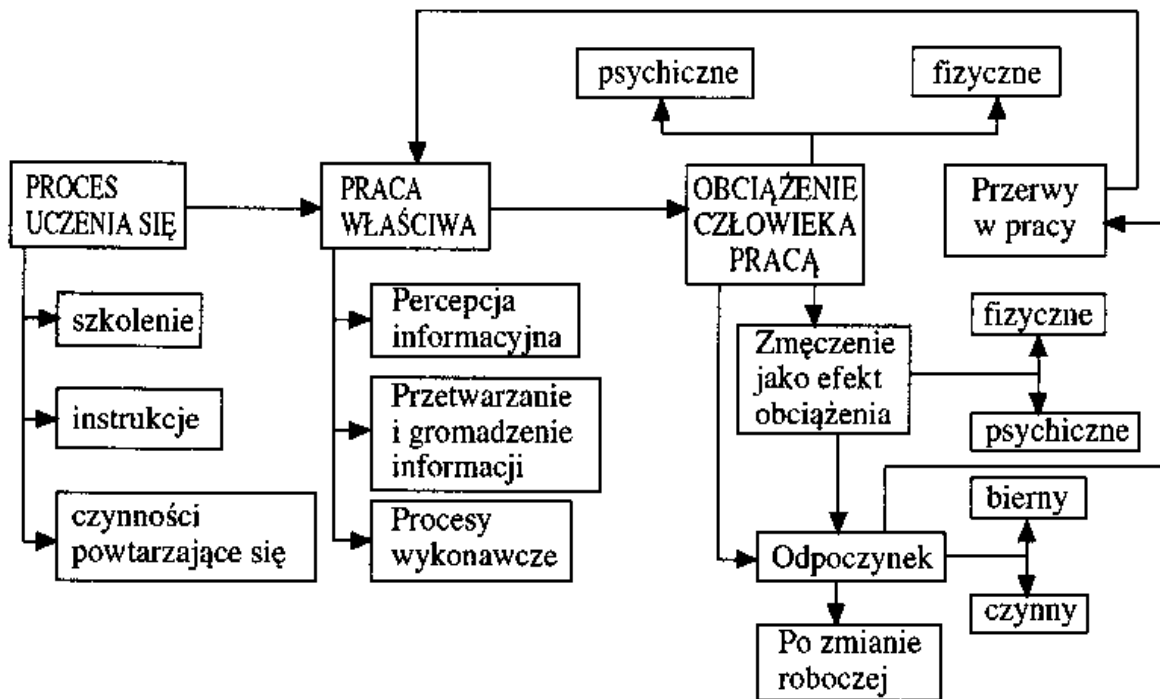 psychiczne
fizyczne
PROCES
UCZENIA SIĘ
PRACA
WŁAŚCIWA
OBCIĄŻENIE
CZŁOWIEKA
PRACĄ
Przerwy
w pracy
szkolenie
instrukcje
czynności
powtarzające się
Percepcja
informacyjna
Przetwarzanie
i gromadzenie
informacji
Procesy
wykonawcze
Zmęczenie
jako efekt
obciążenia
fizyczne
psychiczne
Odpoczynek
bierny
czynny
Po zmianie
roboczej